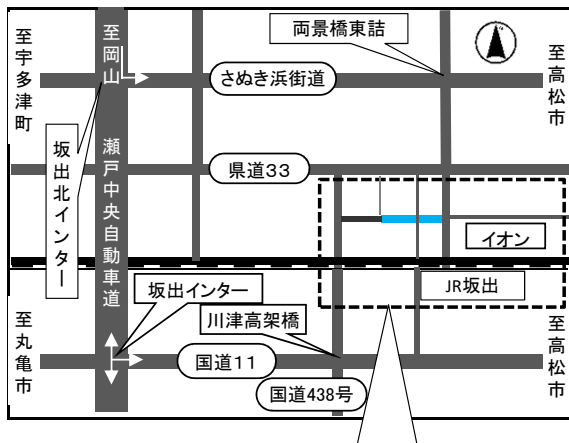 至岡山
両景橋東詰
至宇多津町
さぬき浜街道
至高松市
坂出北インター
瀬戸中央自動車道
県道33
イオン
JR坂出
坂出インター
川津高架橋
至丸亀市
国道11
国道438号
至高松市